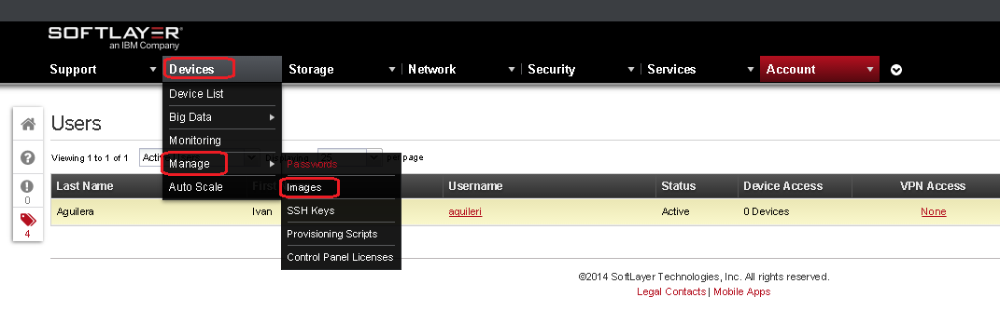 SOFTLAYER®
an IBM Company
Support Devices Storage Network Security Services Account
Device List
Big Data
Monitoring
Manage
Auto Scale
Passwords
Images
SSH Keys
Provisioning Scripts
Control Panel Licenses
Users
Viewing 1 to 1 of 1 per page
Last Name First Username Status Device Access VPN Access
Aguilera Ivan aguileri Active 0 Devices None
0
4
©2014 SoftLayer Technologies, Inc. All rights reserved.
Legal Contacts | Mobile Apps